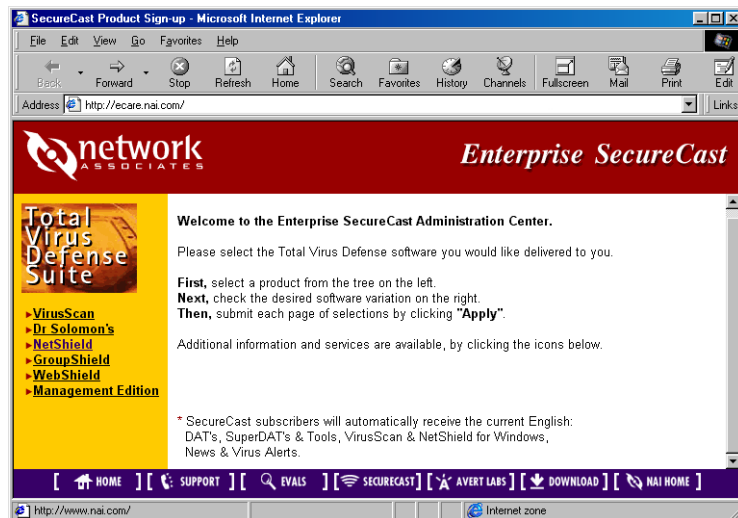 SecureCast Product Sign-up - Microsoft Internet Explorer
File Edit View Go Favorites Help
Back Forward Stop Refresh Home Search Favorites History Channels Fullscreen Mail Print Edit
Address http://ecare.nai.com/ Links
network
ASSOCIATES
Enterprise SecureCast
Total
Virus
Defense
Suite
VirusScan
Dr Solomon's
NetShield
GroupShield
WebShield
Management Edition
Welcome to the Enterprise SecureCast Administration Center.
Please select the Total Virus Defense software you would like delivered to you.
First, select a product from the tree on the left.
Next, check the desired software variation on the right.
Then, submit each page of selections by clicking "Apply".
Additional information and services are available, by clicking the icons below.
* SecureCast subscribers will automatically receive the current English:
DAT's, SuperDAT's & Tools, VirusScan & NetShield for Windows,
News & Virus Alerts.
[ HOME ] [ SUPPORT ] [ EVALS ] [ SECURECAST ] [ AVERT LABS ] [ DOWNLOAD ] [ NAI HOME ]
http://www.nai.com/ Internet zone